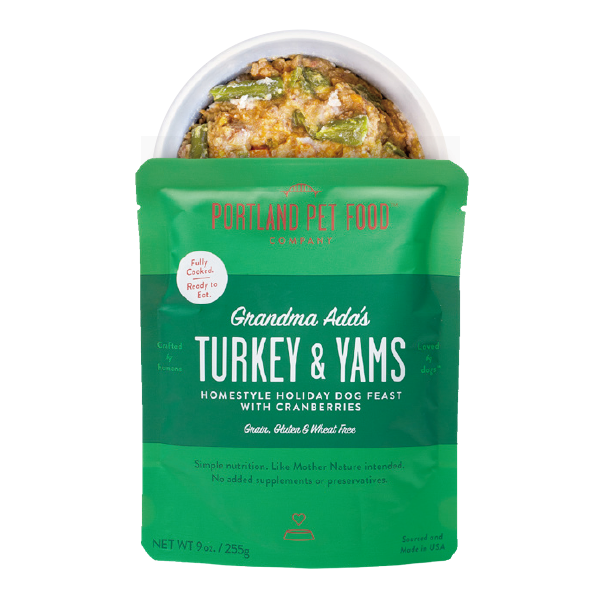 PORTLAND PET FOOD™
COMPANY
Fully
Cooked.
Ready to
Eat.
Grandma Ada's
Crafted
by
humans
TURKEY & YAMS
Loved
by
dogs™
HOMESTYLE HOLIDAY DOG FEAST
WITH CRANBERRIES
Grain, Gluten & Wheat Free
Simple nutrition. Like Mother Nature intended.
No added supplements or preservatives.
NET WT 9 oz. / 255g
Sourced and
Made in USA